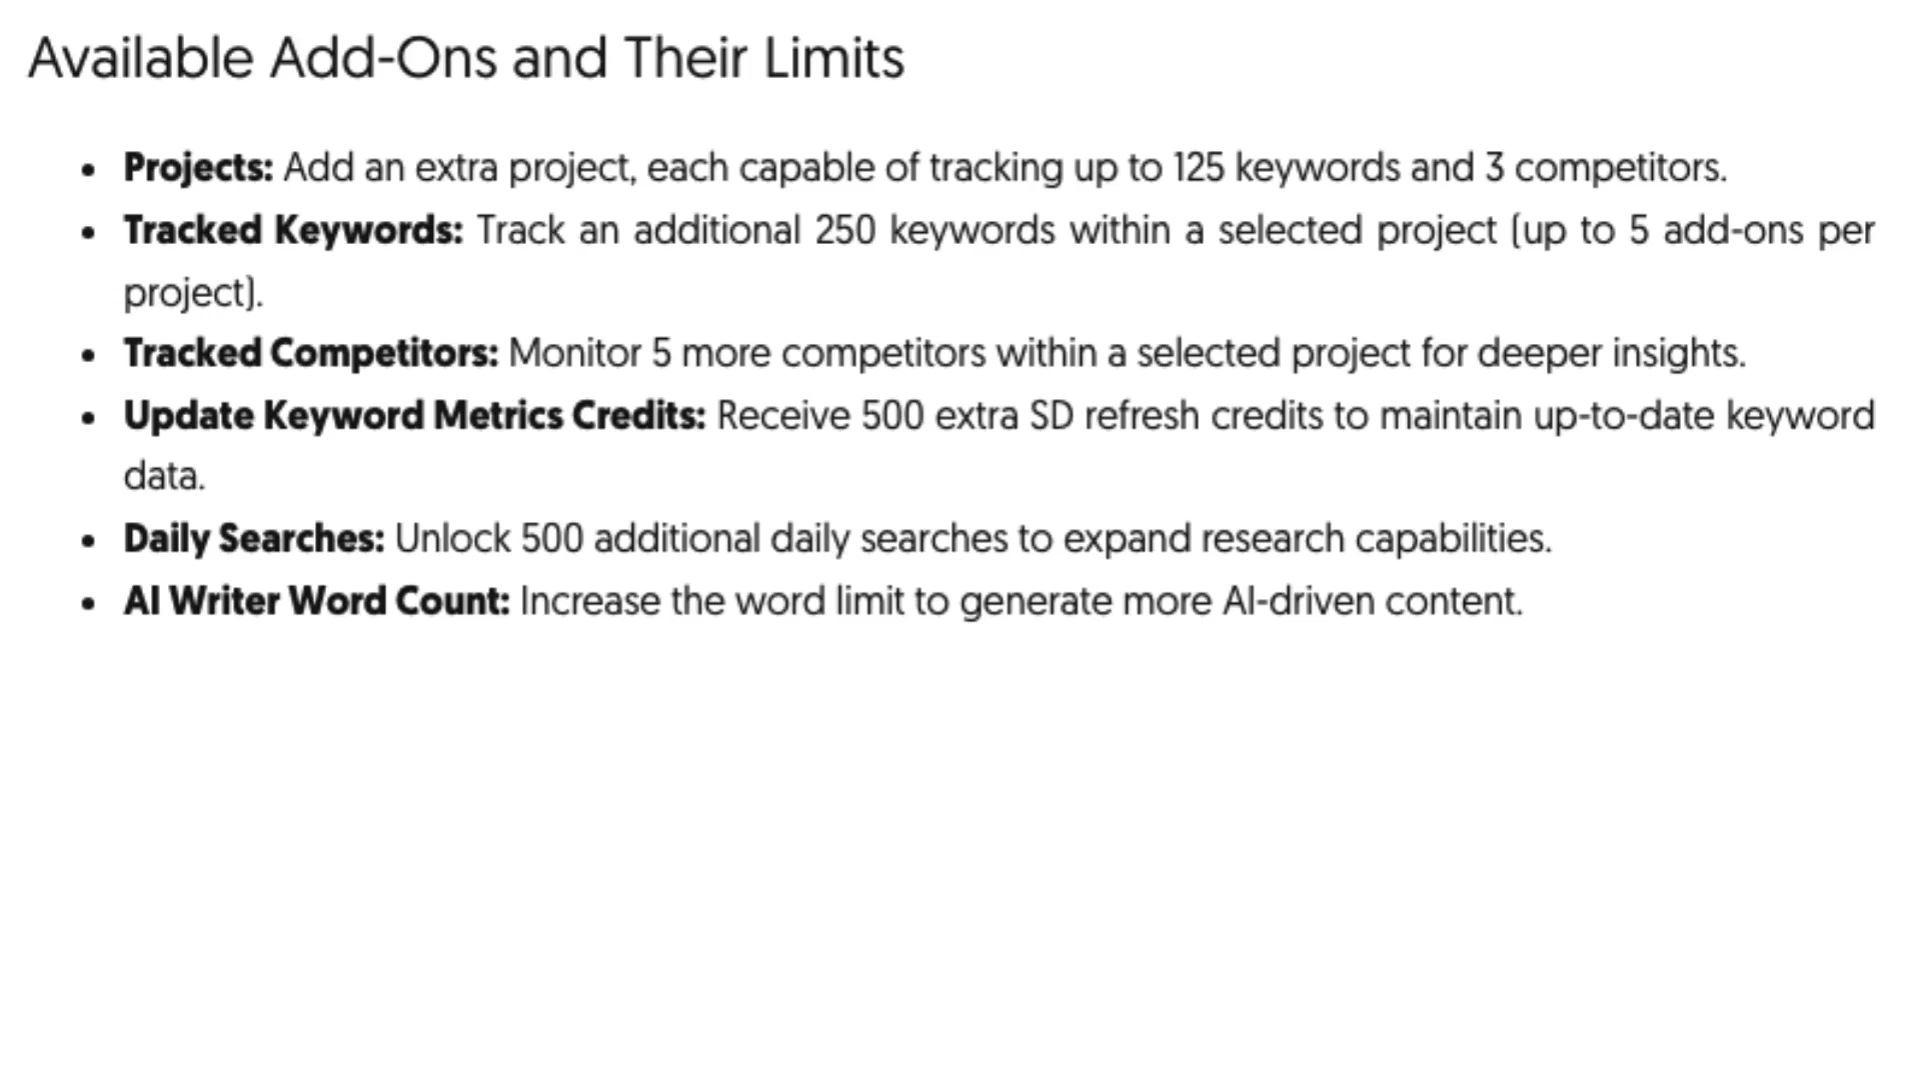 Available Add-Ons and Their Limits
• Projects: Add an extra project, each capable of tracking up to 125 keywords and 3 competitors.
• Tracked Keywords: Track an additional 250 keywords within a selected project (up to 5 add-ons per
project).
• Tracked Competitors: Monitor 5 more competitors within a selected project for deeper insights.
• Update Keyword Metrics Credits: Receive 500 extra SD refresh credits to maintain up-to-date keyword
data.
• Daily Searches: Unlock 500 additional daily searches to expand research capabilities.
• AI Writer Word Count: Increase the word limit to generate more AI-driven content.